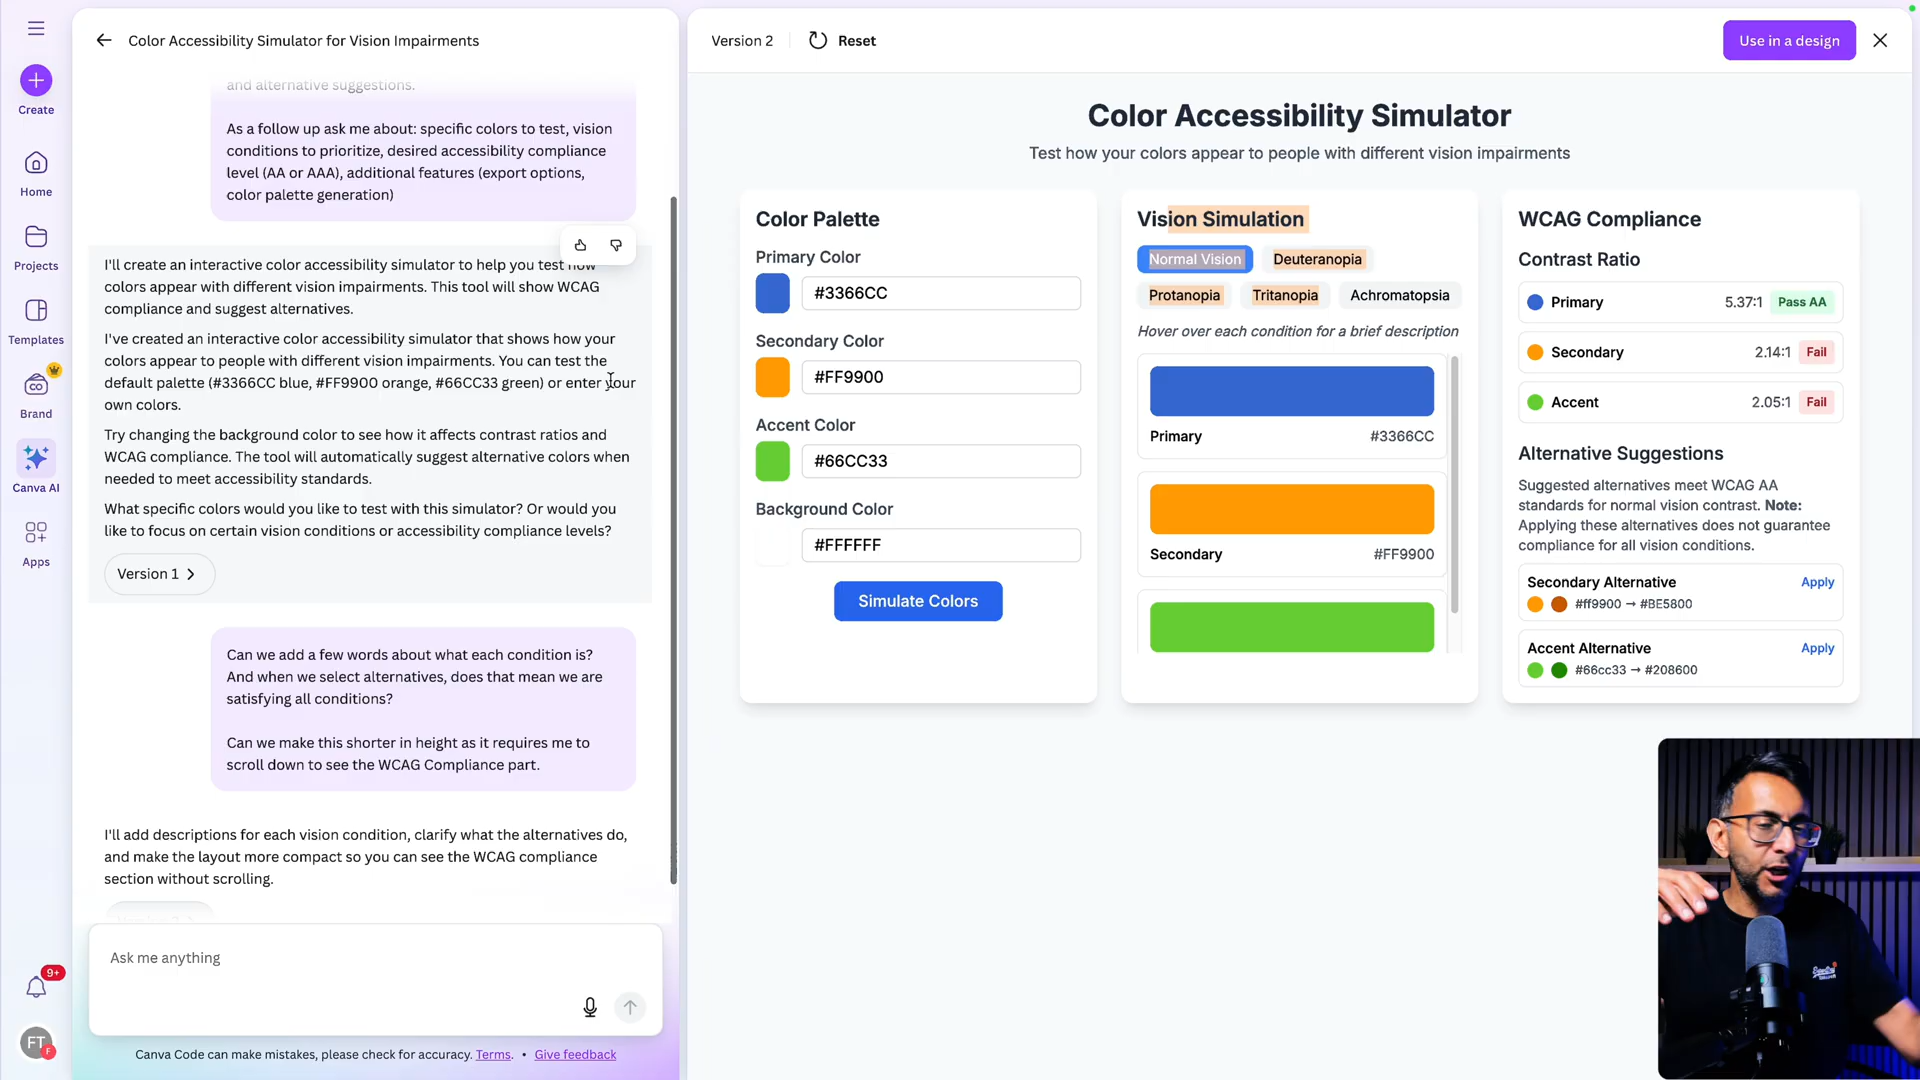 Create
Home
Projects
Templates
Brand
Canva AI
Apps
9+
FT
F
Color Accessibility Simulator for Vision Impairments
and alternative suggestions.
As a follow up ask me about: specific colors to test, vision
conditions to prioritize, desired accessibility compliance
level (AA or AAA), additional features (export options,
color palette generation)
I'll create an interactive color accessibility simulator to help you test how
colors appear with different vision impairments. This tool will show WCAG
compliance and suggest alternatives.
I've created an interactive color accessibility simulator that shows how your
colors appear to people with different vision impairments. You can test the
default palette (#3366CC blue, #FF9900 orange, #66CC33 green) or enter your
own colors.
Try changing the background color to see how it affects contrast ratios and
WCAG compliance. The tool will automatically suggest alternative colors when
needed to meet accessibility standards.
What specific colors would you like to test with this simulator? Or would you
like to focus on certain vision conditions or accessibility compliance levels?
Version 1
Can we add a few words about what each condition is?
And when we select alternatives, does that mean we are
satisfying all conditions?
Can we make this shorter in height as it requires me to
scroll down to see the WCAG Compliance part.
I'll add descriptions for each vision condition, clarify what the alternatives do,
and make the layout more compact so you can see the WCAG compliance
section without scrolling.
Ask me anything
Canva Code can make mistakes, please check for accuracy. Terms. • Give feedback
Version 2
Reset
Use in a design
Color Accessibility Simulator
Test how your colors appear to people with different vision impairments
Color Palette
Primary Color
#3366CC
Secondary Color
#FF9900
Accent Color
#66CC33
Background Color
#FFFFFF
Simulate Colors
Vision Simulation
Normal Vision Deuteranopia
Protanopia Tritanopia Achromatopsia
Hover over each condition for a brief description
Primary #3366CC
Secondary #FF9900
WCAG Compliance
Contrast Ratio
Primary 5.37:1 Pass AA
Secondary 2.14:1 Fail
Accent 2.05:1 Fail
Alternative Suggestions
Suggested alternatives meet WCAG AA
standards for normal vision contrast. Note:
Applying these alternatives does not guarantee
compliance for all vision conditions.
Secondary Alternative Apply
#ff9900 → #BE5800
Accent Alternative Apply
#66cc33 → #208600